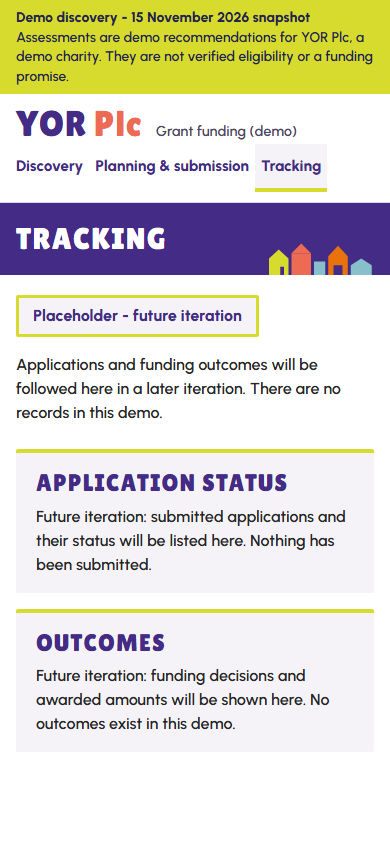 Demo discovery - 15 November 2026 snapshot
Assessments are demo recommendations for YOR Plc, a
demo charity. They are not verified eligibility or a funding
promise.
YOR Plc Grant funding (demo)
Discovery Planning & submission Tracking
TRACKING
Placeholder - future iteration
Applications and funding outcomes will be
followed here in a later iteration. There are no
records in this demo.
APPLICATION STATUS
Future iteration: submitted applications and
their status will be listed here. Nothing has
been submitted.
OUTCOMES
Future iteration: funding decisions and
awarded amounts will be shown here. No
outcomes exist in this demo.